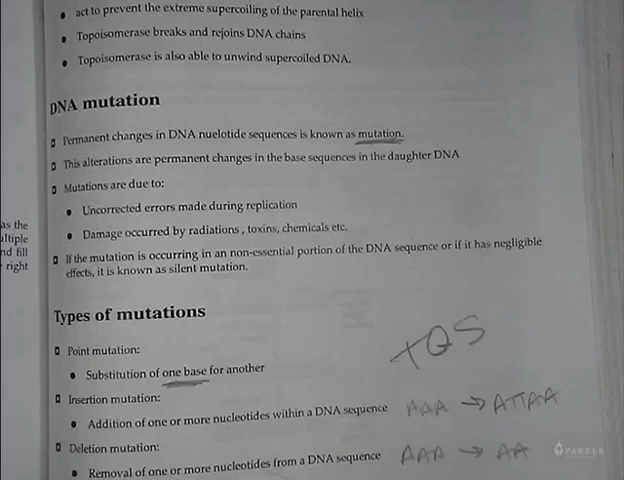 act to prevent the extreme supercoiling of the parental helix
Topoisomerase breaks and rejoins DNA chains
Topoisomerase is also able to unwind supercoiled DNA.
DNA mutation
Permanent changes in DNA nuelotide sequences is known as mutation.
This alterations are permanent changes in the base sequences in the daughter DNA
Mutations are due to:
Uncorrected errors made during replication
Damage occurred by radiations , toxins, chemicals etc.
If the mutation is occurring in an non-essential portion of the DNA sequence or if it has negligible
effects, it is known as silent mutation.
as the
ultiple
nd fill
right
Types of mutations
Point mutation:
Substitution of one base for another
Insertion mutation:
Addition of one or more nucleotides within a DNA sequence
AAA → ATTAA
Deletion mutation:
Removal of one or more nucleotides from a DNA sequence
AAA → AA
PARKER